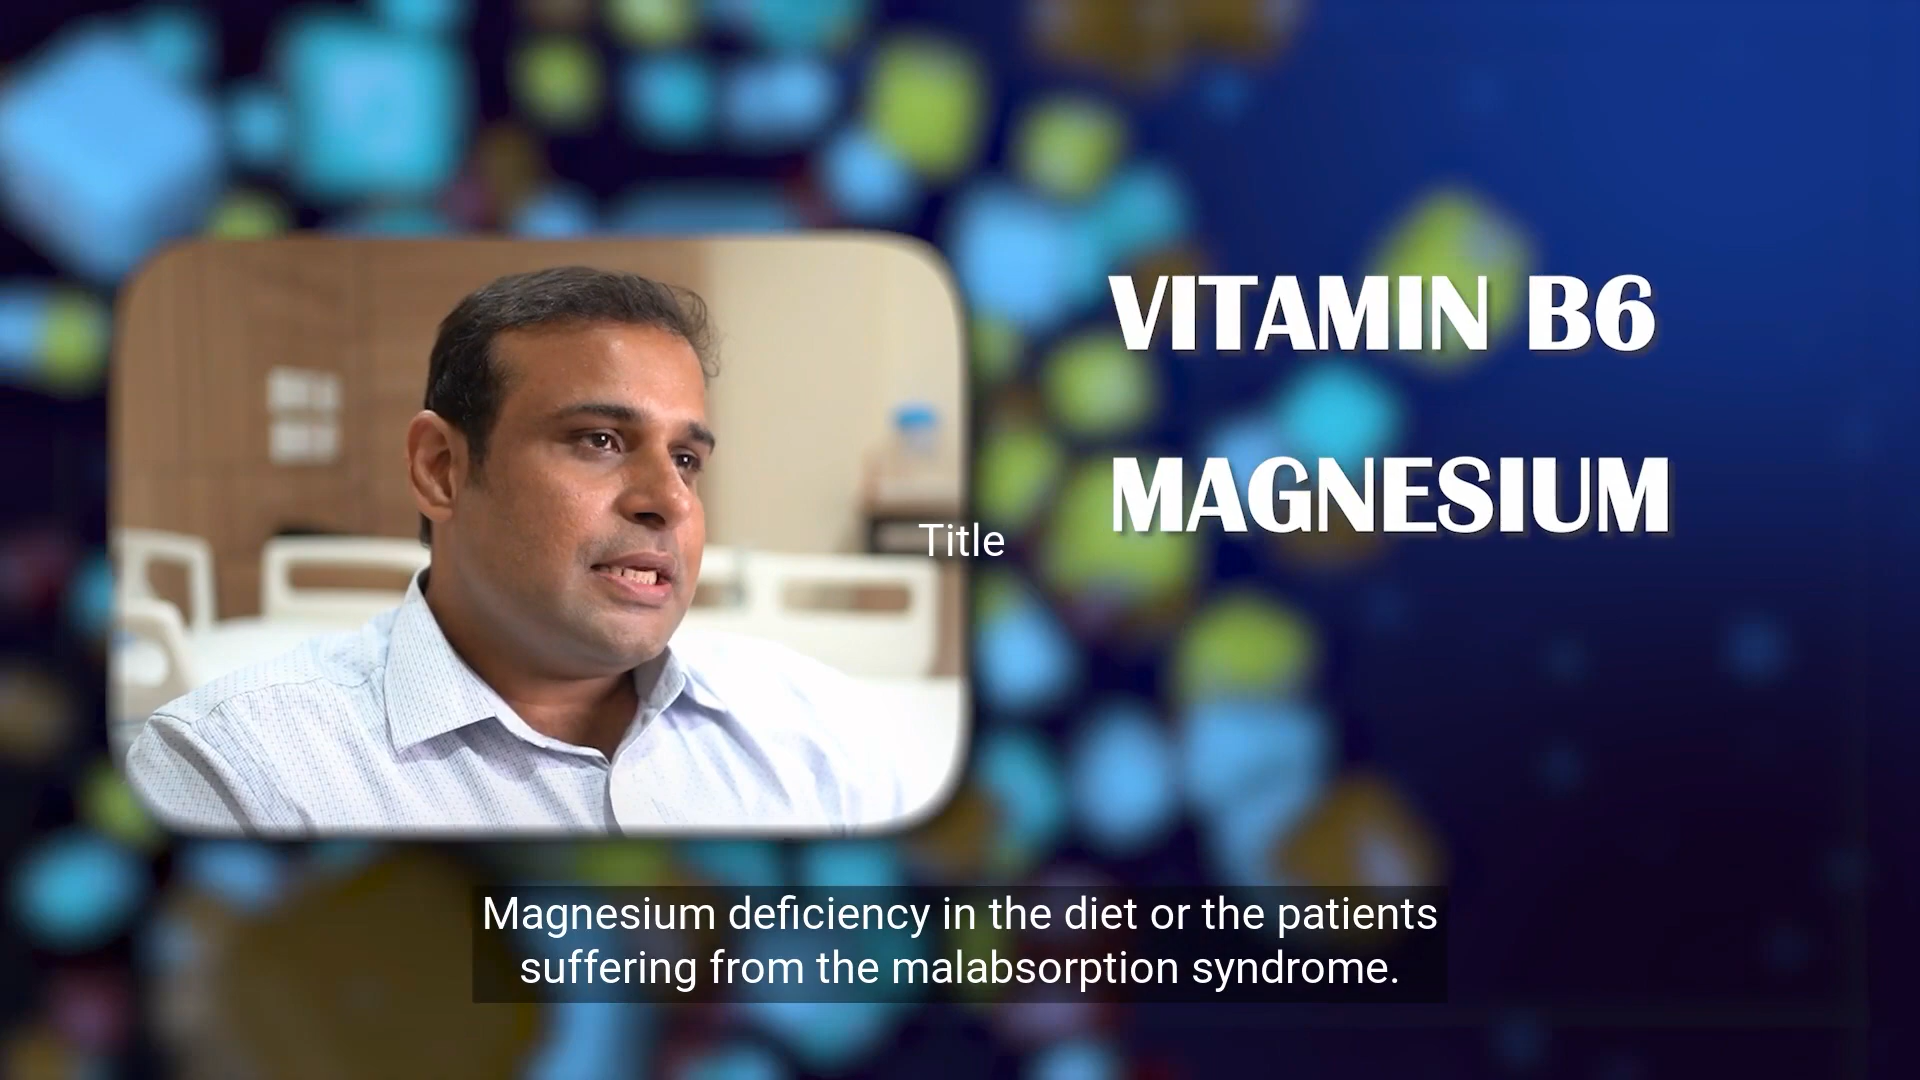 VITAMIN B6
MAGNESIUM
Title
Magnesium deficiency in the diet or the patients
suffering from the malabsorption syndrome.